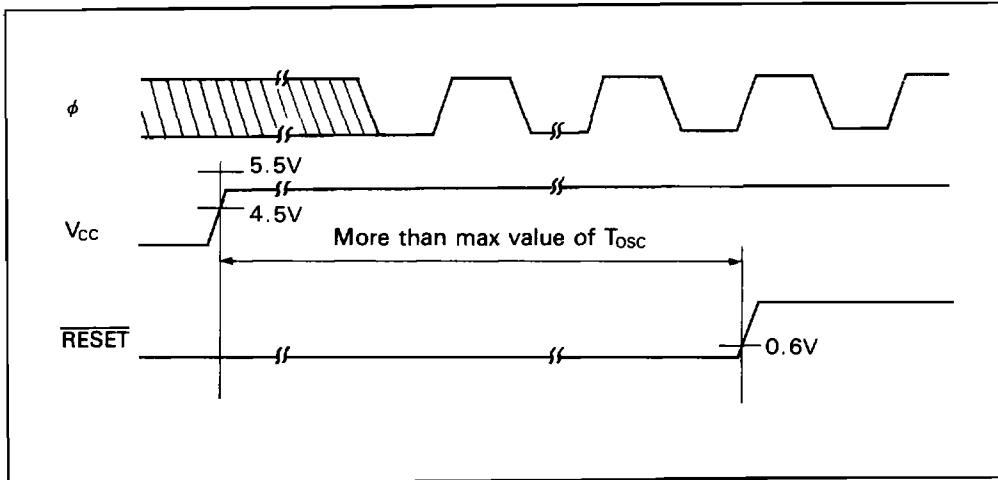 φ
5.5V
4.5V
VCC
More than max value of TOSC
RESET
0.6V